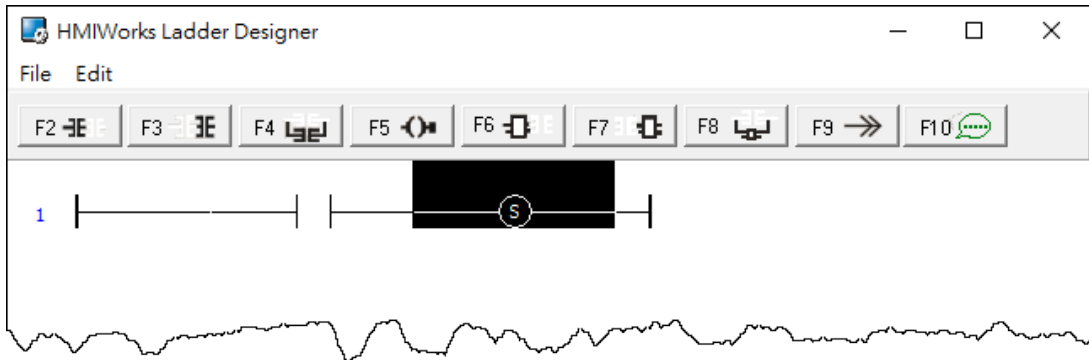 HMIWorks Ladder Designer
File Edit
F2 F3 F4 F5 F6 F7 F8 F9 F10
1 S